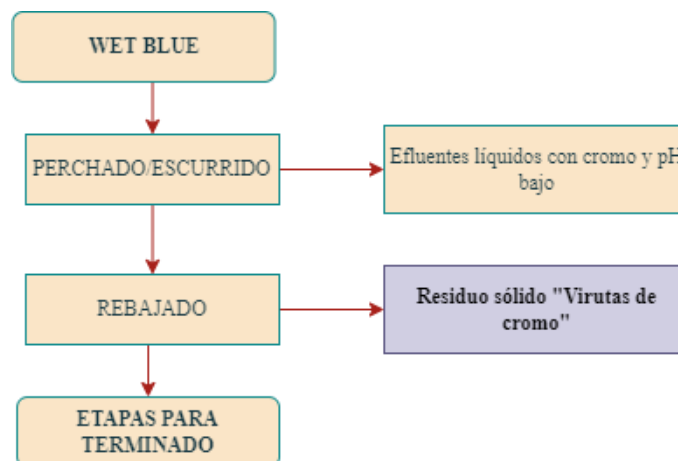 WET BLUE
PERCHADO/ESCURRIDO
Efluentes líquidos con cromo y pH
bajo
REBAJADO
Residuo sólido "Virutas de
cromo"
ETAPAS PARA
TERMINADO